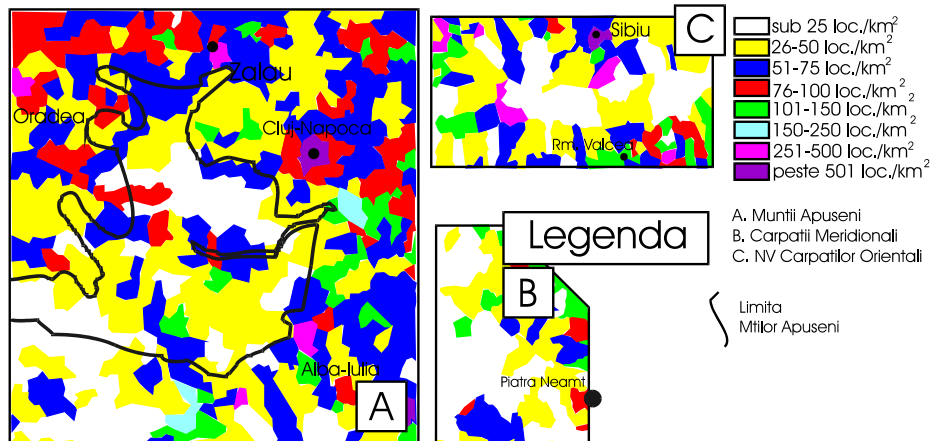 Zalau
Oradea
Cluj-Napoca
Alba-Iulia
A
Sibiu
C
Rm. Valcea
sub 25 loc./km²
26-50 loc./km²
51-75 loc./km²
76-100 loc./km²
101-150 loc./km²
150-250 loc./km²
251-500 loc./km²
peste 501 loc./km²
Legenda
B
Piatra Neamt
A. Muntii Apuseni
B. Carpatii Meridionali
C. NV Carpatilor Orientali
Limita
Mtilor Apuseni